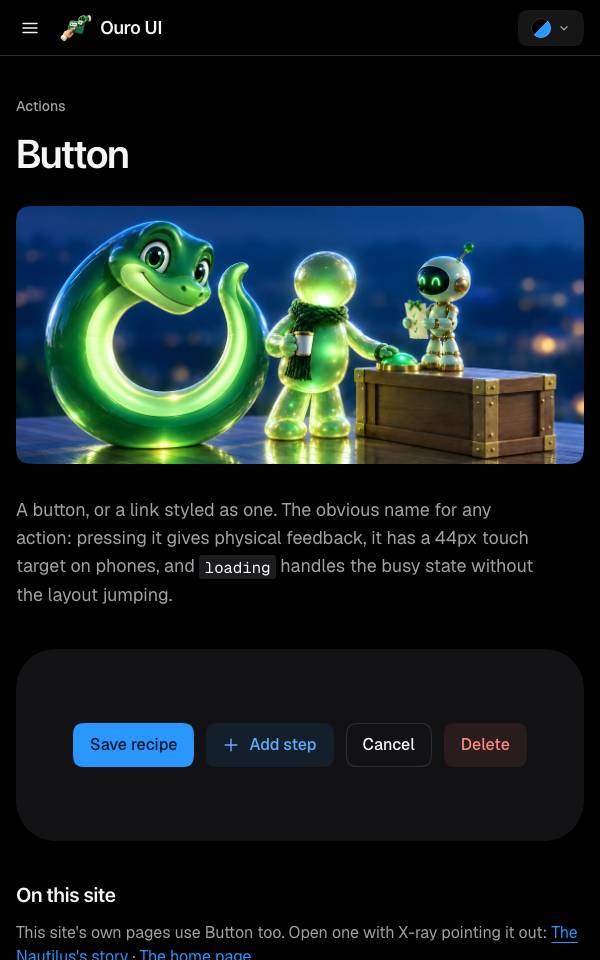 Ouro UI
Actions
Button
A button, or a link styled as one. The obvious name for any
action: pressing it gives physical feedback, it has a 44px touch
target on phones, and loading handles the busy state without
the layout jumping.
Save recipe
Add step
Cancel
Delete
On this site
This site's own pages use Button too. Open one with X-ray pointing it out: The
Nautilus's story · The home page